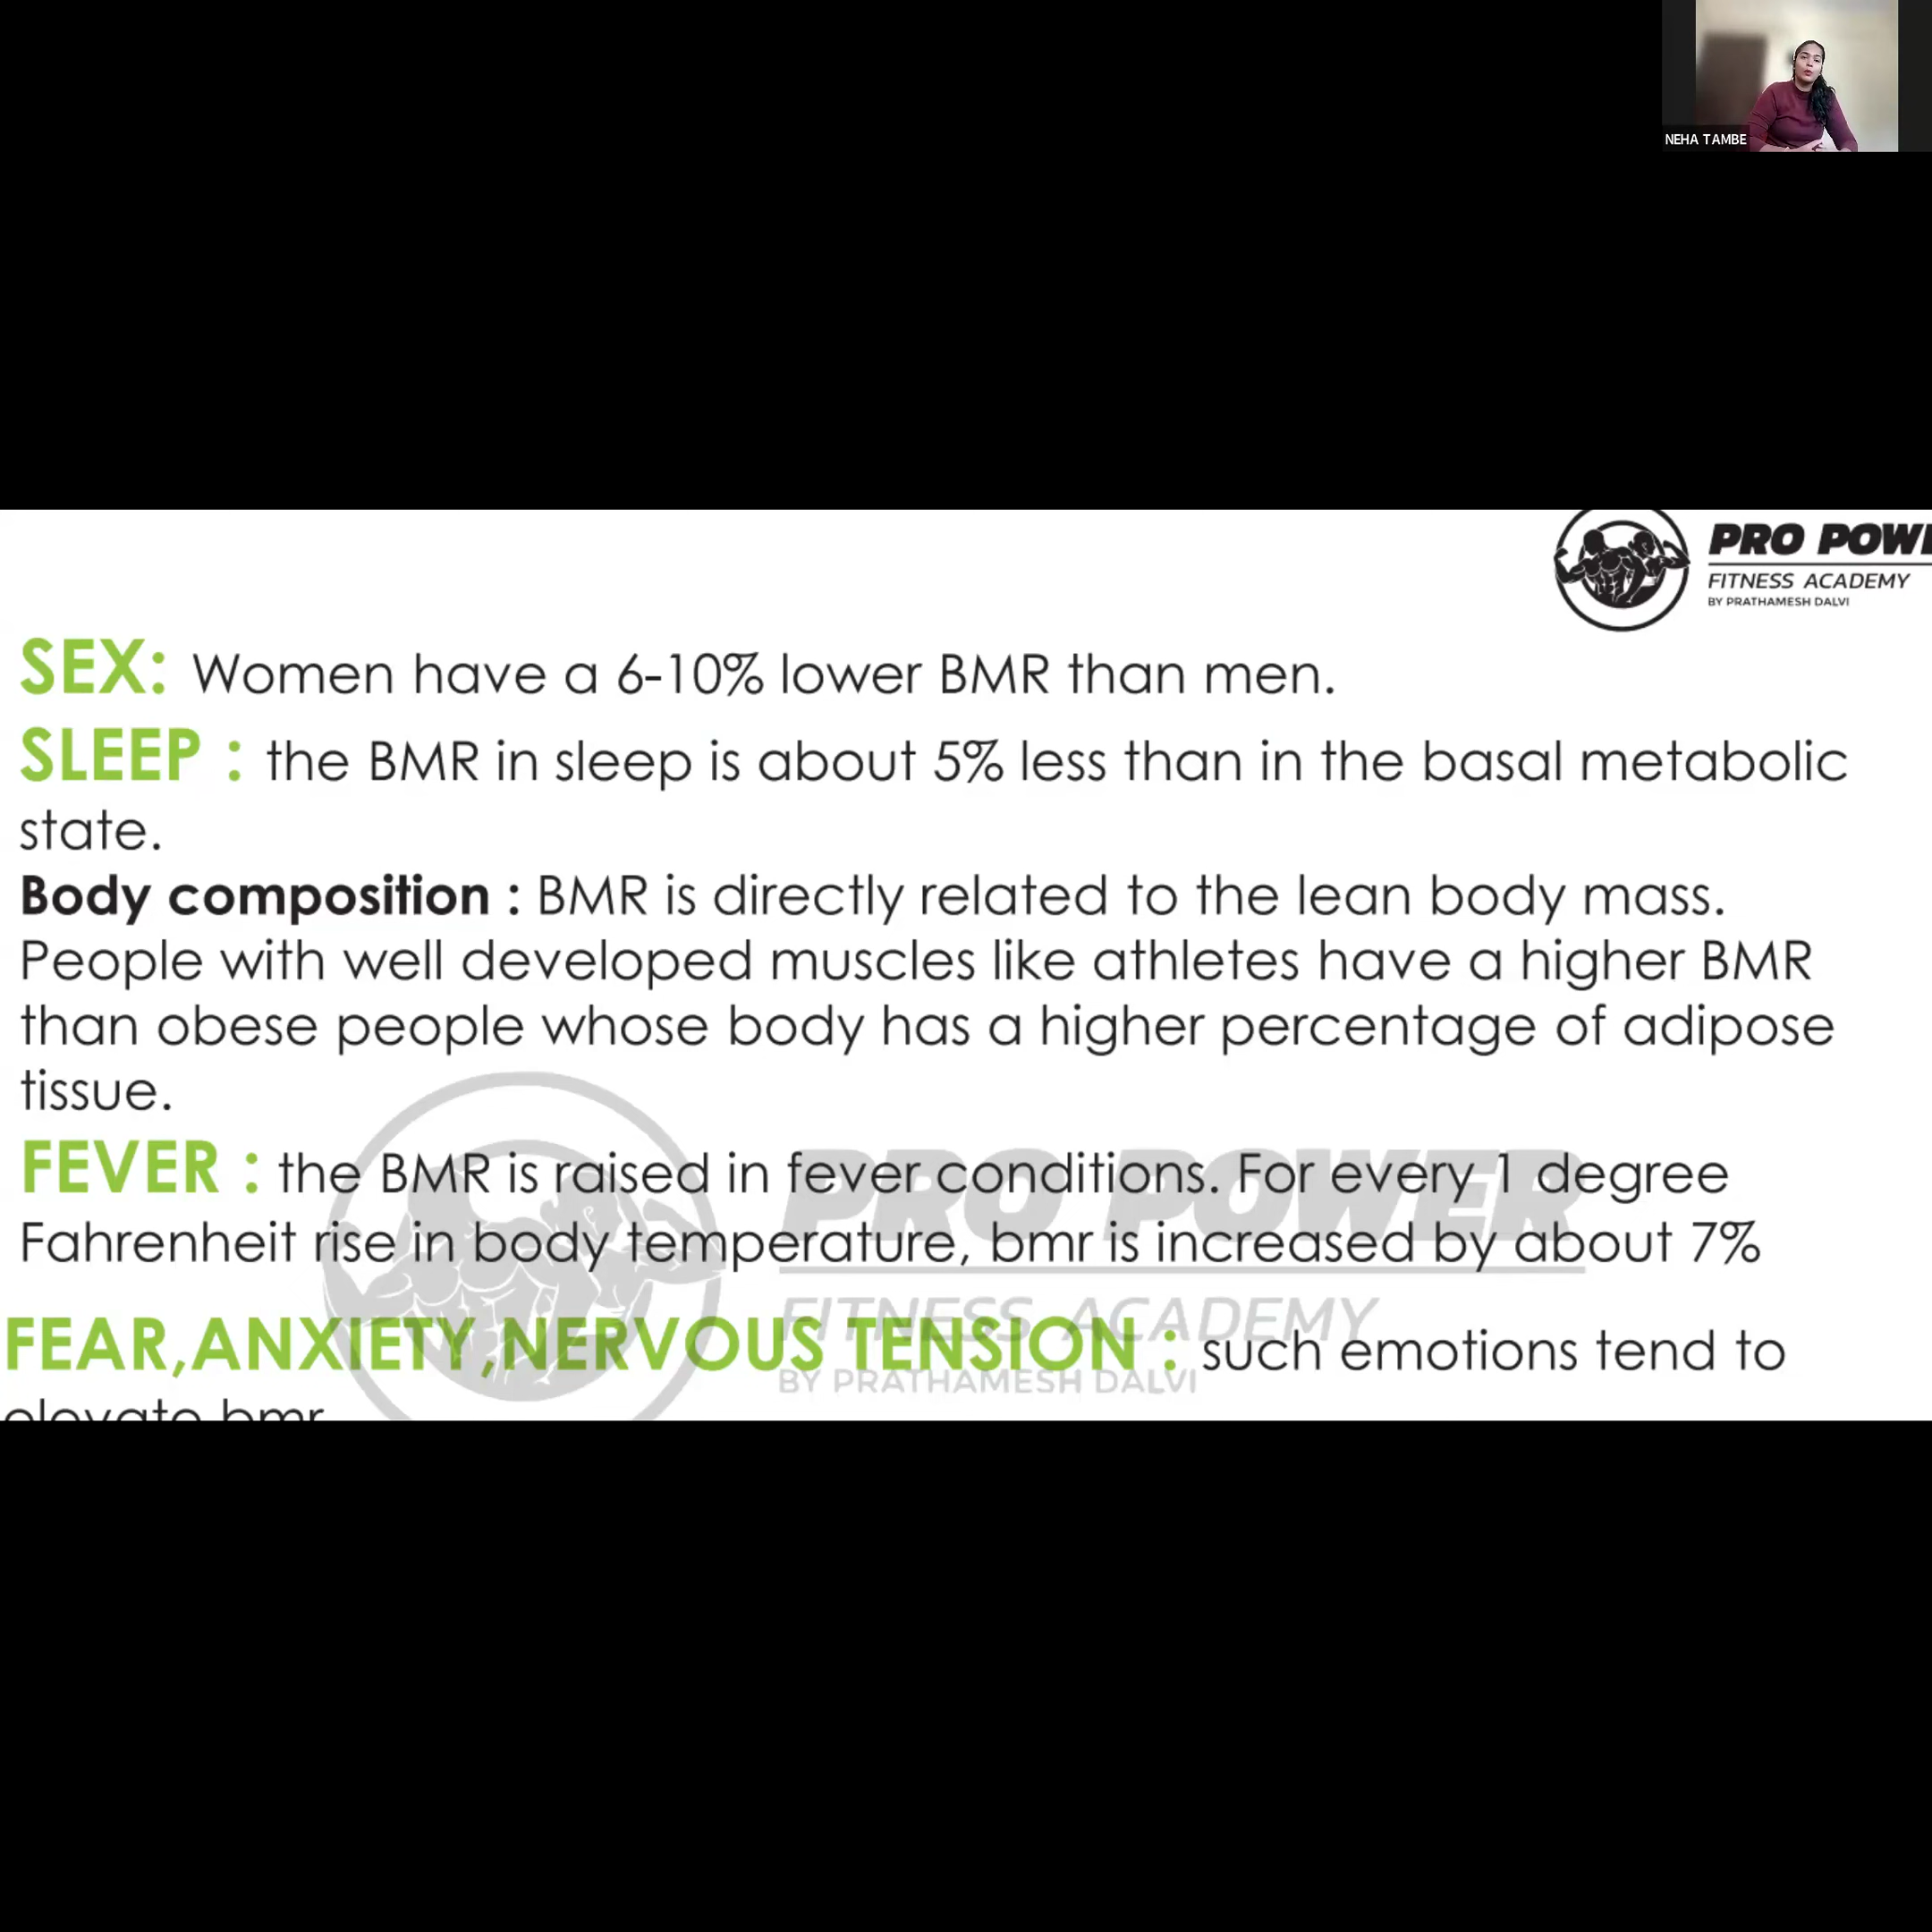 NEHA TAMBE
PRO POWE
FITNESS ACADEMY
BY PRATHAMESH DALVI
SEX: Women have a 6-10% lower BMR than men.
SLEEP : the BMR in sleep is about 5% less than in the basal metabolic
state.
Body composition : BMR is directly related to the lean body mass.
People with well developed muscles like athletes have a higher BMR
than obese people whose body has a higher percentage of adipose
tissue.
FEVER : the BMR is raised in fever conditions. For every 1 degree
Fahrenheit rise in body temperature, bmr is increased by about 7%
FEAR,ANXIETY,NERVOUS TENSION : such emotions tend to
elevate bmr
PRO POWER
FITNESS ACADEMY
BY PRATHAMESH DALVI